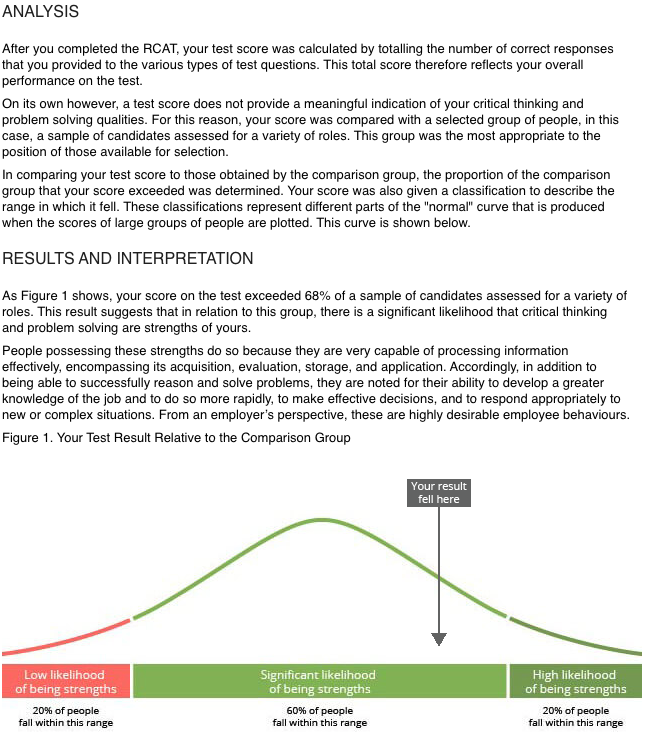 ANALYSIS
After you completed the RCAT, your test score was calculated by totalling the number of correct responses
that you provided to the various types of test questions. This total score therefore reflects your overall
performance on the test.
On its own however, a test score does not provide a meaningful indication of your critical thinking and
problem solving qualities. For this reason, your score was compared with a selected group of people, in this
case, a sample of candidates assessed for a variety of roles. This group was the most appropriate to the
position of those available for selection.
In comparing your test score to those obtained by the comparison group, the proportion of the comparison
group that your score exceeded was determined. Your score was also given a classification to describe the
range in which it fell. These classifications represent different parts of the "normal" curve that is produced
when the scores of large groups of people are plotted. This curve is shown below.
RESULTS AND INTERPRETATION
As Figure 1 shows, your score on the test exceeded 68% of a sample of candidates assessed for a variety of
roles. This result suggests that in relation to this group, there is a significant likelihood that critical thinking
and problem solving are strengths of yours.
People possessing these strengths do so because they are very capable of processing information
effectively, encompassing its acquisition, evaluation, storage, and application. Accordingly, in addition to
being able to successfully reason and solve problems, they are noted for their ability to develop a greater
knowledge of the job and to do so more rapidly, to make effective decisions, and to respond appropriately to
new or complex situations. From an employer's perspective, these are highly desirable employee behaviours.
Figure 1. Your Test Result Relative to the Comparison Group
Your result
fell here
Low likelihood
of being strengths
Significant likelihood
of being strengths
High likelihood
of being strengths
20% of people
fall within this range
60% of people
fall within this range
20% of people
fall within this range